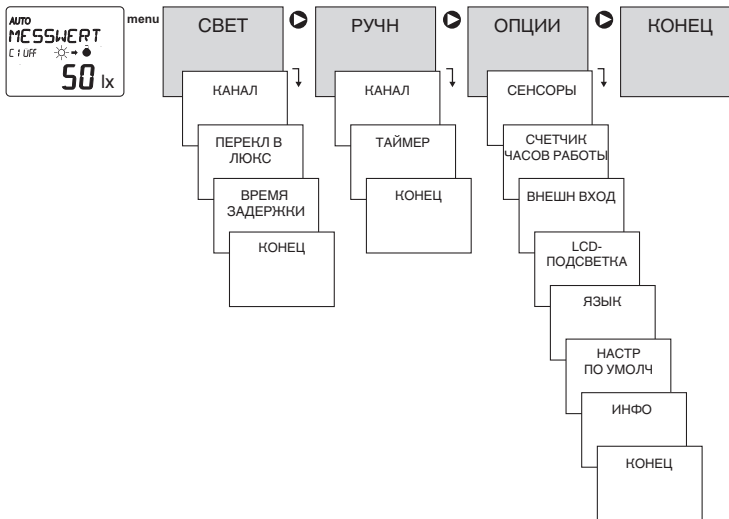 AUTO
MESSWERT
C1 OFF
50 lx
menu
СВЕТ
РУЧН
ОПЦИИ
КОНЕЦ
КАНАЛ
ПЕРЕКЛ В
ЛЮКС
ВРЕМЯ
ЗАДЕРЖКИ
КОНЕЦ
КАНАЛ
ТАЙМЕР
КОНЕЦ
СЕНСОРЫ
СЧЕТЧИК
ЧАСОВ РАБОТЫ
ВНЕШН ВХОД
LCD-
ПОДСВЕТКА
ЯЗЫК
НАСТР
ПО УМОЛЧ
ИНФО
КОНЕЦ